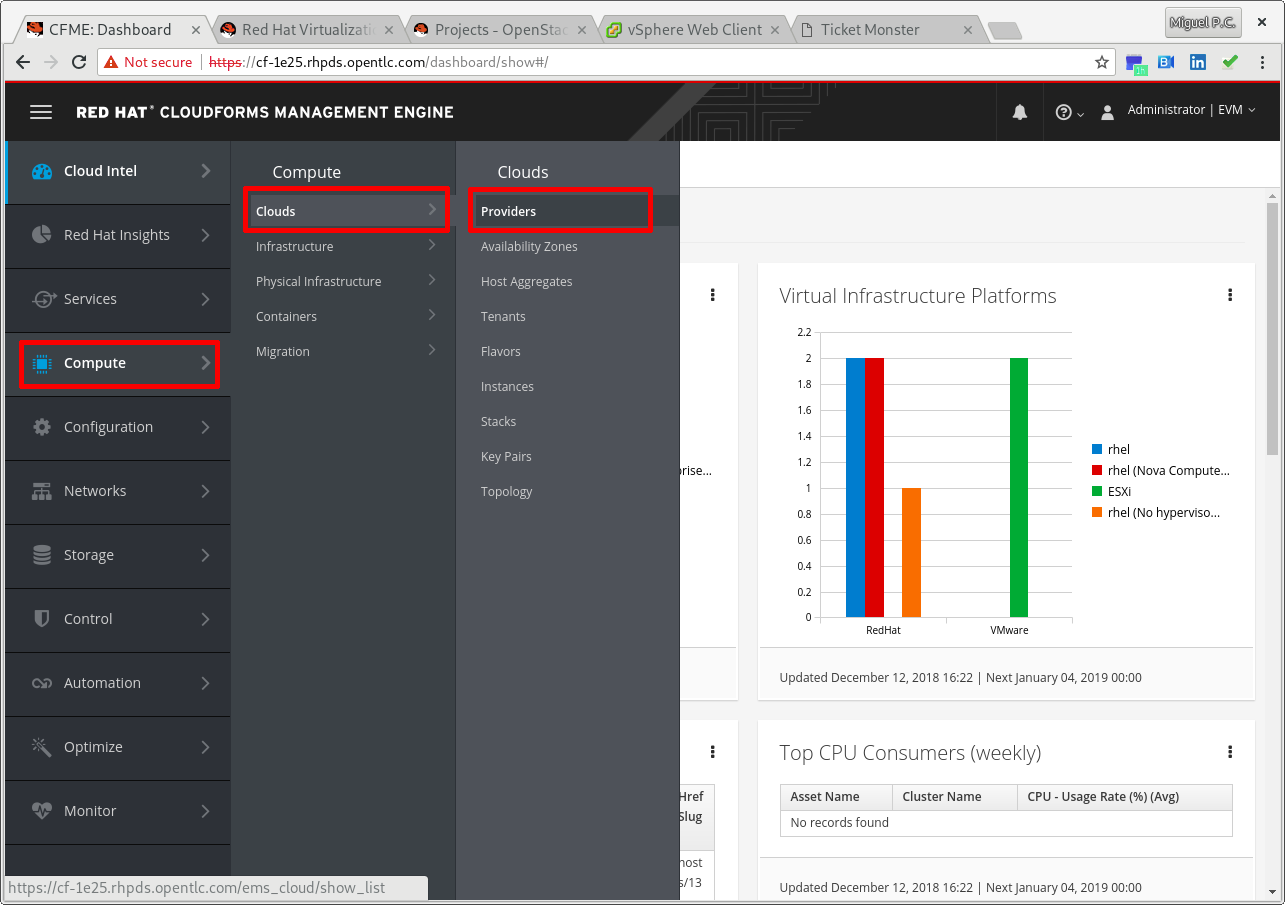 CFME: Dashboard
Red Hat Virtualizati
Projects - OpenStac
vSphere Web Client
Ticket Monster
Miguel P.C.
Not secure
https://cf-1e25.rhpds.opentlc.com/dashboard/show#/
1h
RED HAT® CLOUDFORMS MANAGEMENT ENGINE
Administrator | EVM
Cloud Intel
Red Hat Insights
Services
Compute
Configuration
Networks
Storage
Control
Automation
Optimize
Monitor
Compute
Clouds
Infrastructure
Physical Infrastructure
Containers
Migration
Clouds
Providers
Availability Zones
Host Aggregates
Tenants
Flavors
Instances
Stacks
Key Pairs
Topology
prise...
Virtual Infrastructure Platforms
2.2
2
1.8
1.6
1.4
1.2
1
0.8
0.6
0.4
0.2
0
RedHat
VMware
rhel
rhel (Nova Compute...
ESXi
rhel (No hyperviso...
Updated December 12, 2018 16:22 | Next January 04, 2019 00:00
Href
Slug
host
s/13
Top CPU Consumers (weekly)
Asset Name
Cluster Name
CPU - Usage Rate (%) (Avg)
No records found
Updated December 12, 2018 16:22 | Next January 04, 2019 00:00
https://cf-1e25.rhpds.opentlc.com/ems_cloud/show_list